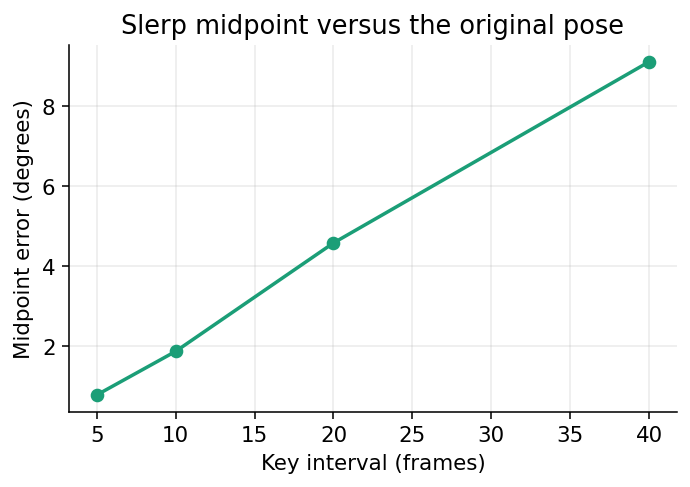 Slerp midpoint versus the original pose
Midpoint error (degrees)
8
6
4
2
5 10 15 20 25 30 35 40
Key interval (frames)